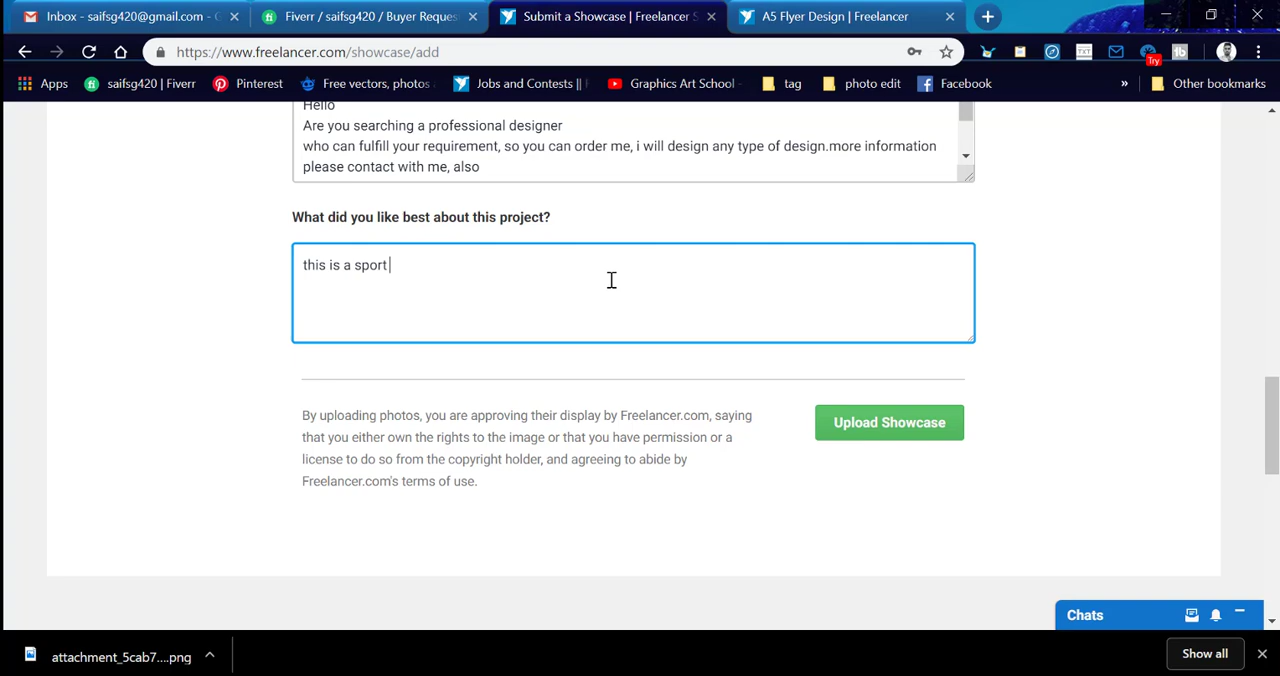 Inbox - saifsg420@gmail.com - G
Fiverr / saifsg420 / Buyer Reques
Submit a Showcase | Freelancer S
A5 Flyer Design | Freelancer
https://www.freelancer.com/showcase/add
TXT
Try
Apps
saifsg420 | Fiverr
Pinterest
Free vectors, photos
Jobs and Contests ||
Graphics Art School -
tag
photo edit
Facebook
»
Other bookmarks
Hello
Are you searching a professional designer
who can fulfill your requirement, so you can order me, i will design any type of design.more information
please contact with me, also
What did you like best about this project?
this is a sport
By uploading photos, you are approving their display by Freelancer.com, saying
that you either own the rights to the image or that you have permission or a
license to do so from the copyright holder, and agreeing to abide by
Freelancer.com's terms of use.
Upload Showcase
Chats
attachment_5cab7....png
Show all